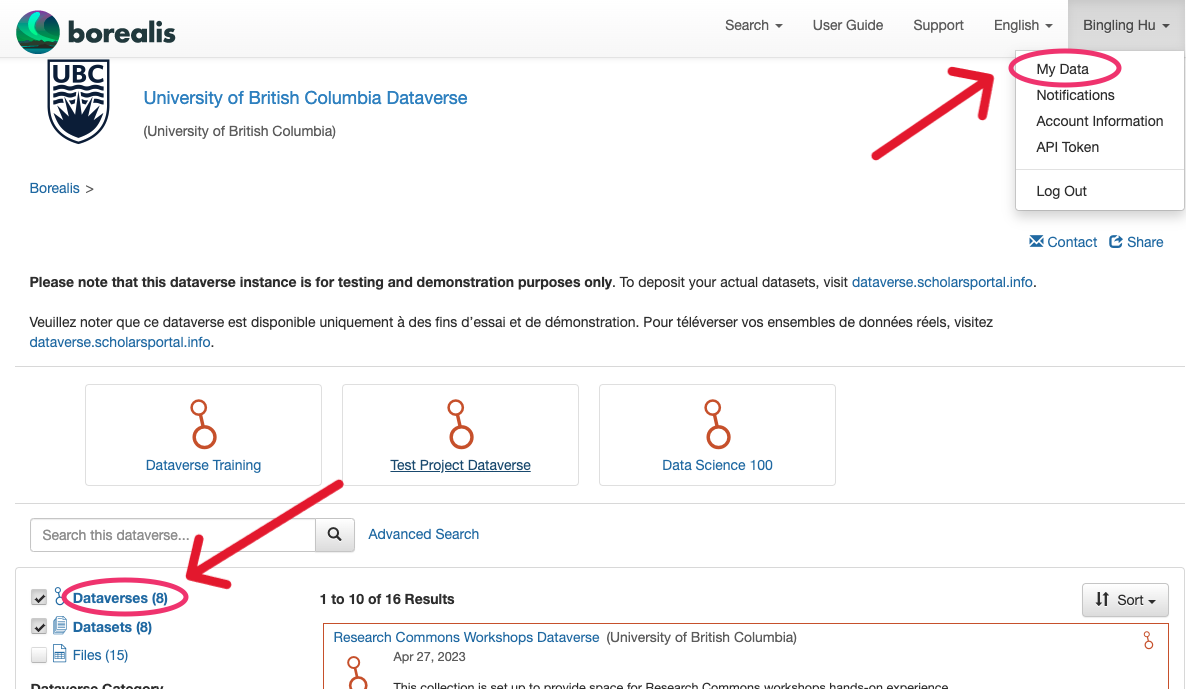 borealis
Search
User Guide
Support
English
Bingling Hu
My Data
Notifications
Account Information
API Token
Log Out
UBC
University of British Columbia Dataverse
(University of British Columbia)
Borealis >
Contact
Share
Please note that this dataverse instance is for testing and demonstration purposes only. To deposit your actual datasets, visit dataverse.scholarsportal.info.
Veuillez noter que ce dataverse est disponible uniquement à des fins d'essai et de démonstration. Pour téléverser vos ensembles de données réels, visitez
dataverse.scholarsportal.info.
Dataverse Training
Test Project Dataverse
Data Science 100
Search this dataverse...
Advanced Search
Dataverses (8)
Datasets (8)
Files (15)
Dataverse Category
1 to 10 of 16 Results
Sort
Research Commons Workshops Dataverse (University of British Columbia)
Apr 27, 2023
This collection is set up to provide space for Research Commons workshops hands-on experience